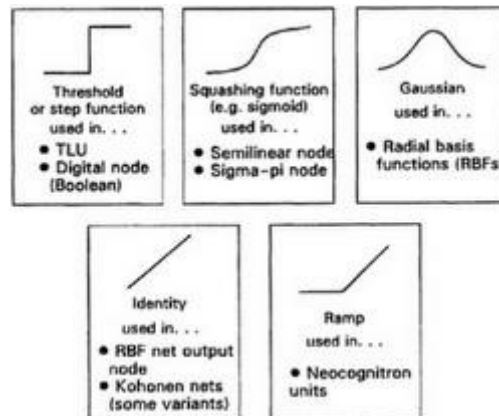 Threshold
or step function
used in. . .
● TLU
● Digital node
(Boolean)
Squashing function
(e.g. sigmoid)
used in. . .
● Semilinear node
● Sigma-pi node
Gaussian
used in. . .
● Radial basis
functions (RBFs
Identity
used in. . .
● RBF net output
node
● Kohonen nets
(some variants)
Ramp
used in. . .
● Neocognitron
units